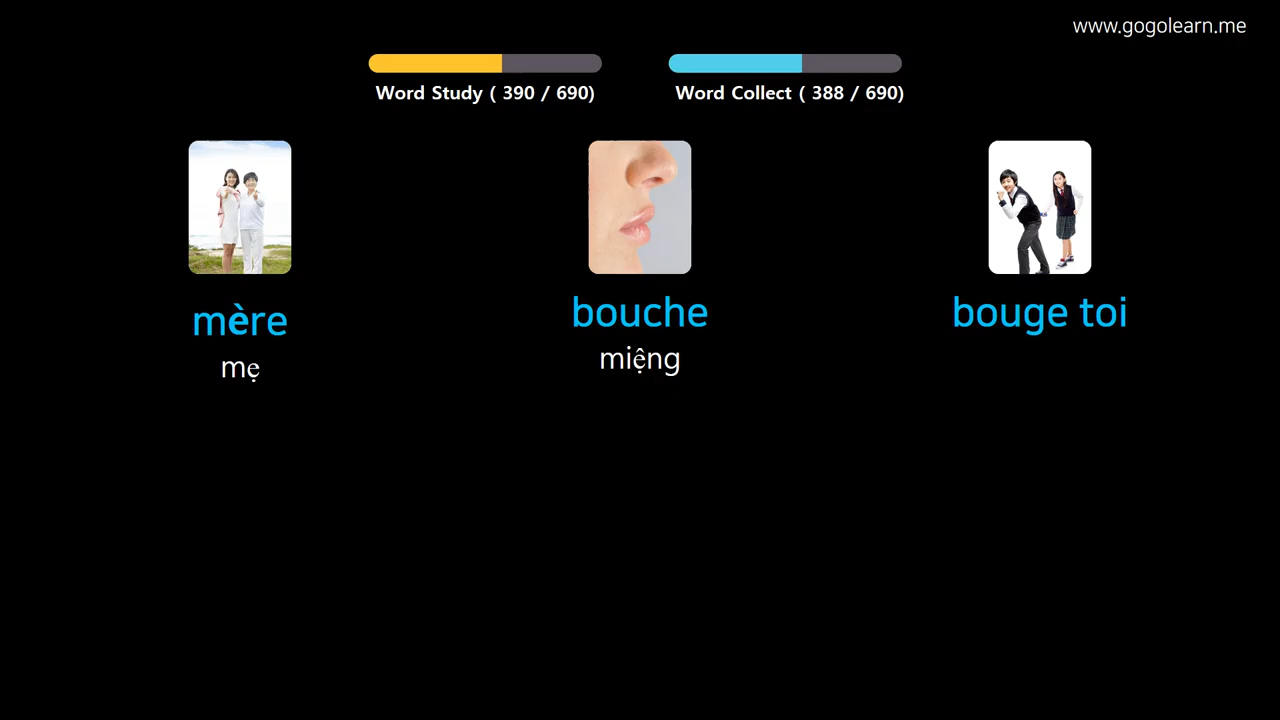 www.gogolearn.me
Word Study ( 390 / 690)
Word Collect ( 388 / 690)
mère
mẹ
bouche
miệng
bouge toi